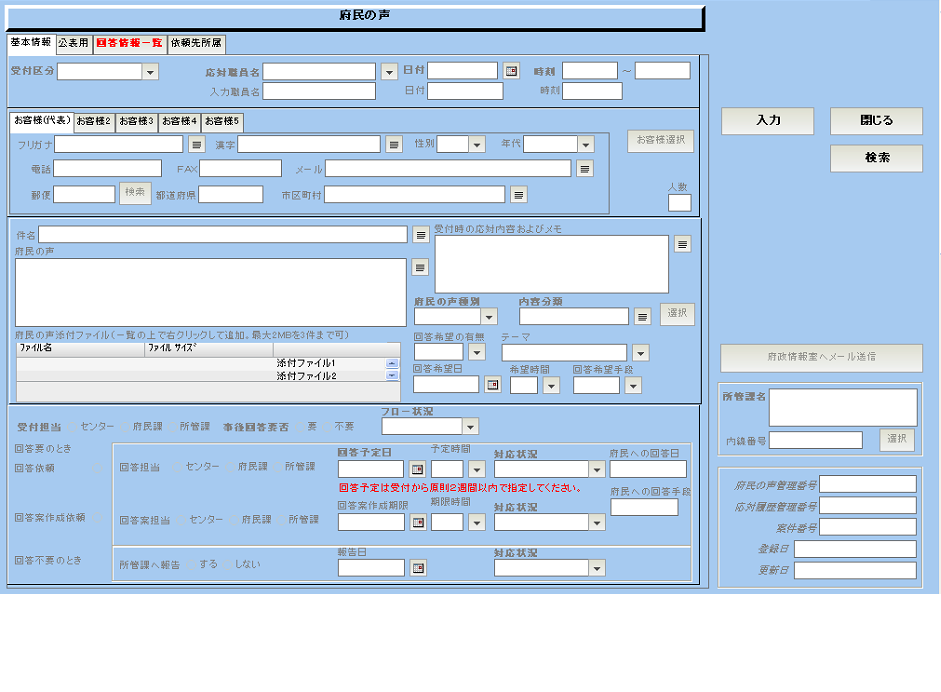 府民の声
基本情報 公表用 回答情報一覧 依頼先所属
受付区分 応対職員名 日付 時刻 ～
入力職員名 日付 時刻
入力 閉じる
検索
お客様(代表) お客様2 お客様3 お客様4 お客様5
フリガナ 漢字 性別 年代 お客様選択
電話 FAX メール
郵便 検索 都道府県 市区町村 人数
件名 受付時の応対内容およびメモ
府民の声
府民の声種別 内容分類 選択
府民の声添付ファイル(一覧の上で右クリックして追加。最大2MBを3件まで可)
ファイル名 ファイル サイズ
添付ファイル1
添付ファイル2
回答希望の有無 テーマ
回答希望日 希望時間 回答希望手段
府政情報室へメール送信
所管課名
内線番号 選択
フロー状況
受付担当 センター 府民課 所管課 事後回答要否 要 不要
回答要のとき
回答依頼 回答担当 センター 府民課 所管課 回答予定日 予定時間 対応状況 府民への回答日
回答予定は受付から原則2週間以内で指定してください。
府民への回答手段
回答案作成依頼 回答案担当 センター 府民課 所管課 回答案作成期限 期限時間 対応状況
回答不要のとき 所管課へ報告 する しない 報告日 対応状況
府民の声管理番号
応対履歴管理番号
案件番号
登録日
更新日